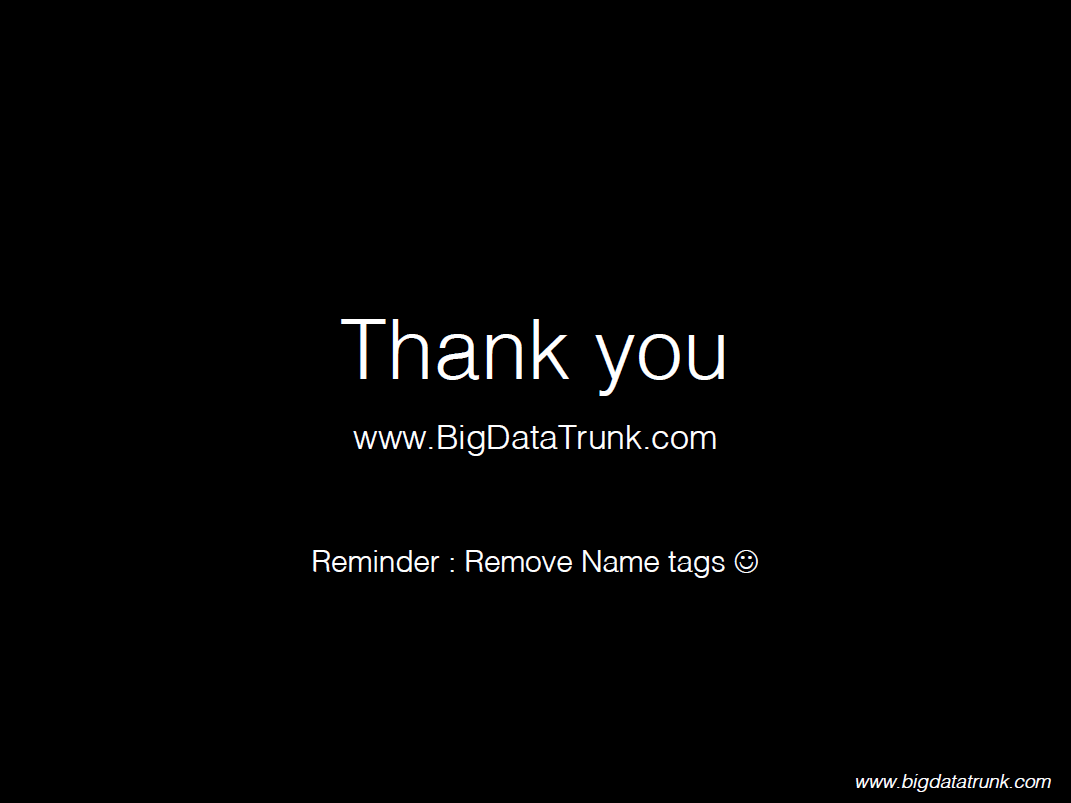 Thank you
www.BigDataTrunk.com
Reminder : Remove Name tags ☺
www.bigdatatrunk.com